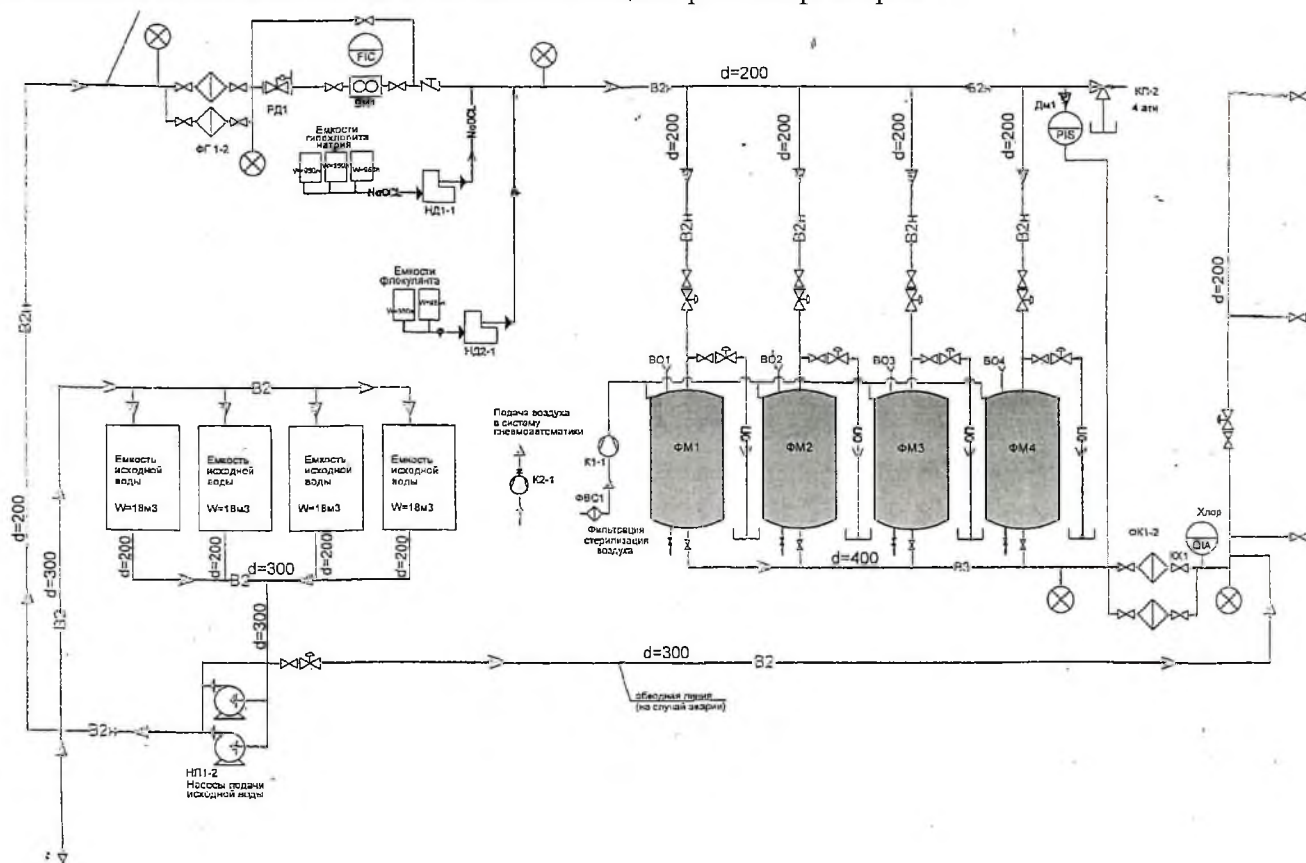 FIC
РД1
ВМ1
ФГ 1-2
Емкости
гипохлорита
натрия
W=950л
W=950л
W=950л
NaOCL
NaOCL
НД1-1
Емкости
флокулянта
W=950л
W=950л
НД2-1
В2н
d=200
В2н
КП-2
4 атм
Дм1
PIS
d=200
d=200
d=200
d=200
В2н
В2н
В2н
В2н
d=200
В2н
d=200
В2
Емкость
исходной
воды
W=18м3
Емкость
исходной
воды
W=18м3
Емкость
исходной
воды
W=18м3
Емкость
исходной
воды
W=18м3
d=200
d=200
d=200
d=200
В2
d=300
d=300
d=300
В2
Подача воздуха
в систему
пневмоавтоматики
К2-1
К1-1
ФВС1
Фильтрация
стерилизация
воздуха
ВО1
ВО2
ВО3
ВО4
ФМ1
ФМ2
ФМ3
ФМ4
d=400
В3
Хлор
QIA
КХ1
d=300
В2
обводная линия
(на случай аварии)
В2н
НП1-2
Насосы подачи
исходной воды